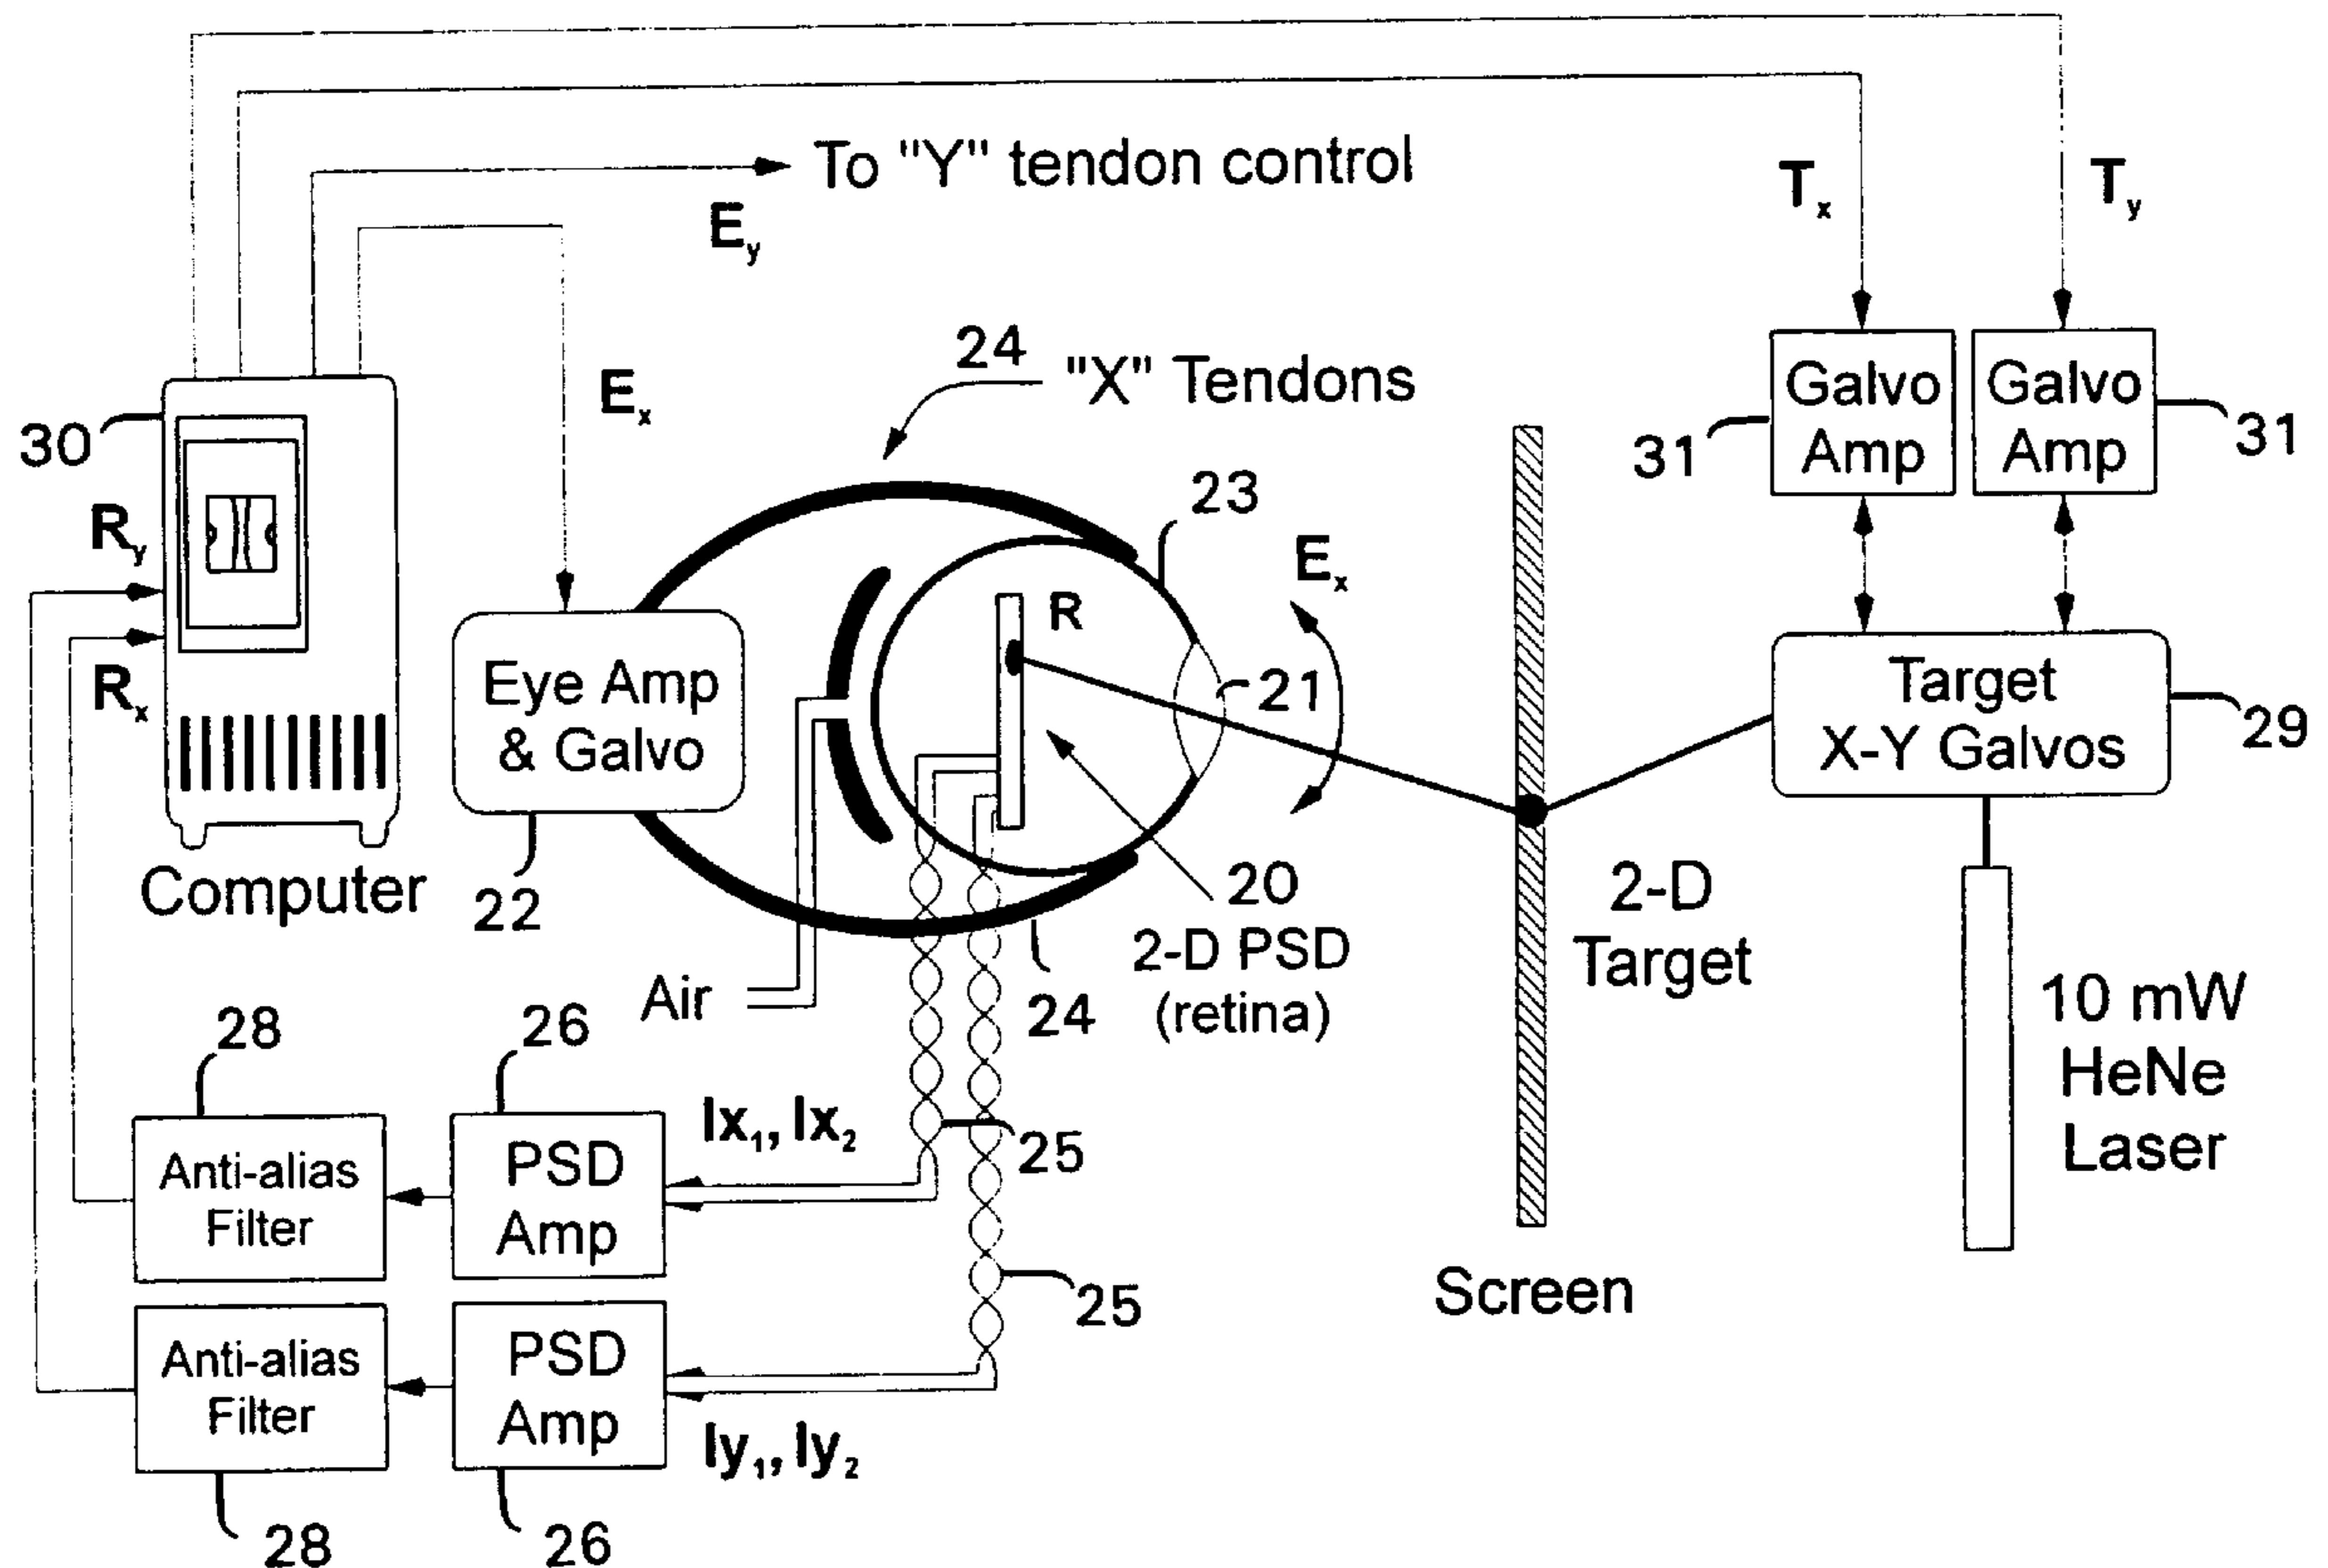 To "Y" tendon control
Tx
Ty
Ey
24
"X" Tendons
Ex
Galvo
Amp
Galvo
Amp
30
31
31
23
Ry
Ex
R
Rx
Eye Amp
& Galvo
21
Target
X-Y Galvos
29
Computer
22
20
2-D PSD
(retina)
2-D
Target
Air
24
10 mW
HeNe
Laser
28
26
Ix1, Ix2
25
Anti-alias
Filter
PSD
Amp
Screen
25
Anti-alias
Filter
PSD
Amp
Iy1, Iy2
28
26